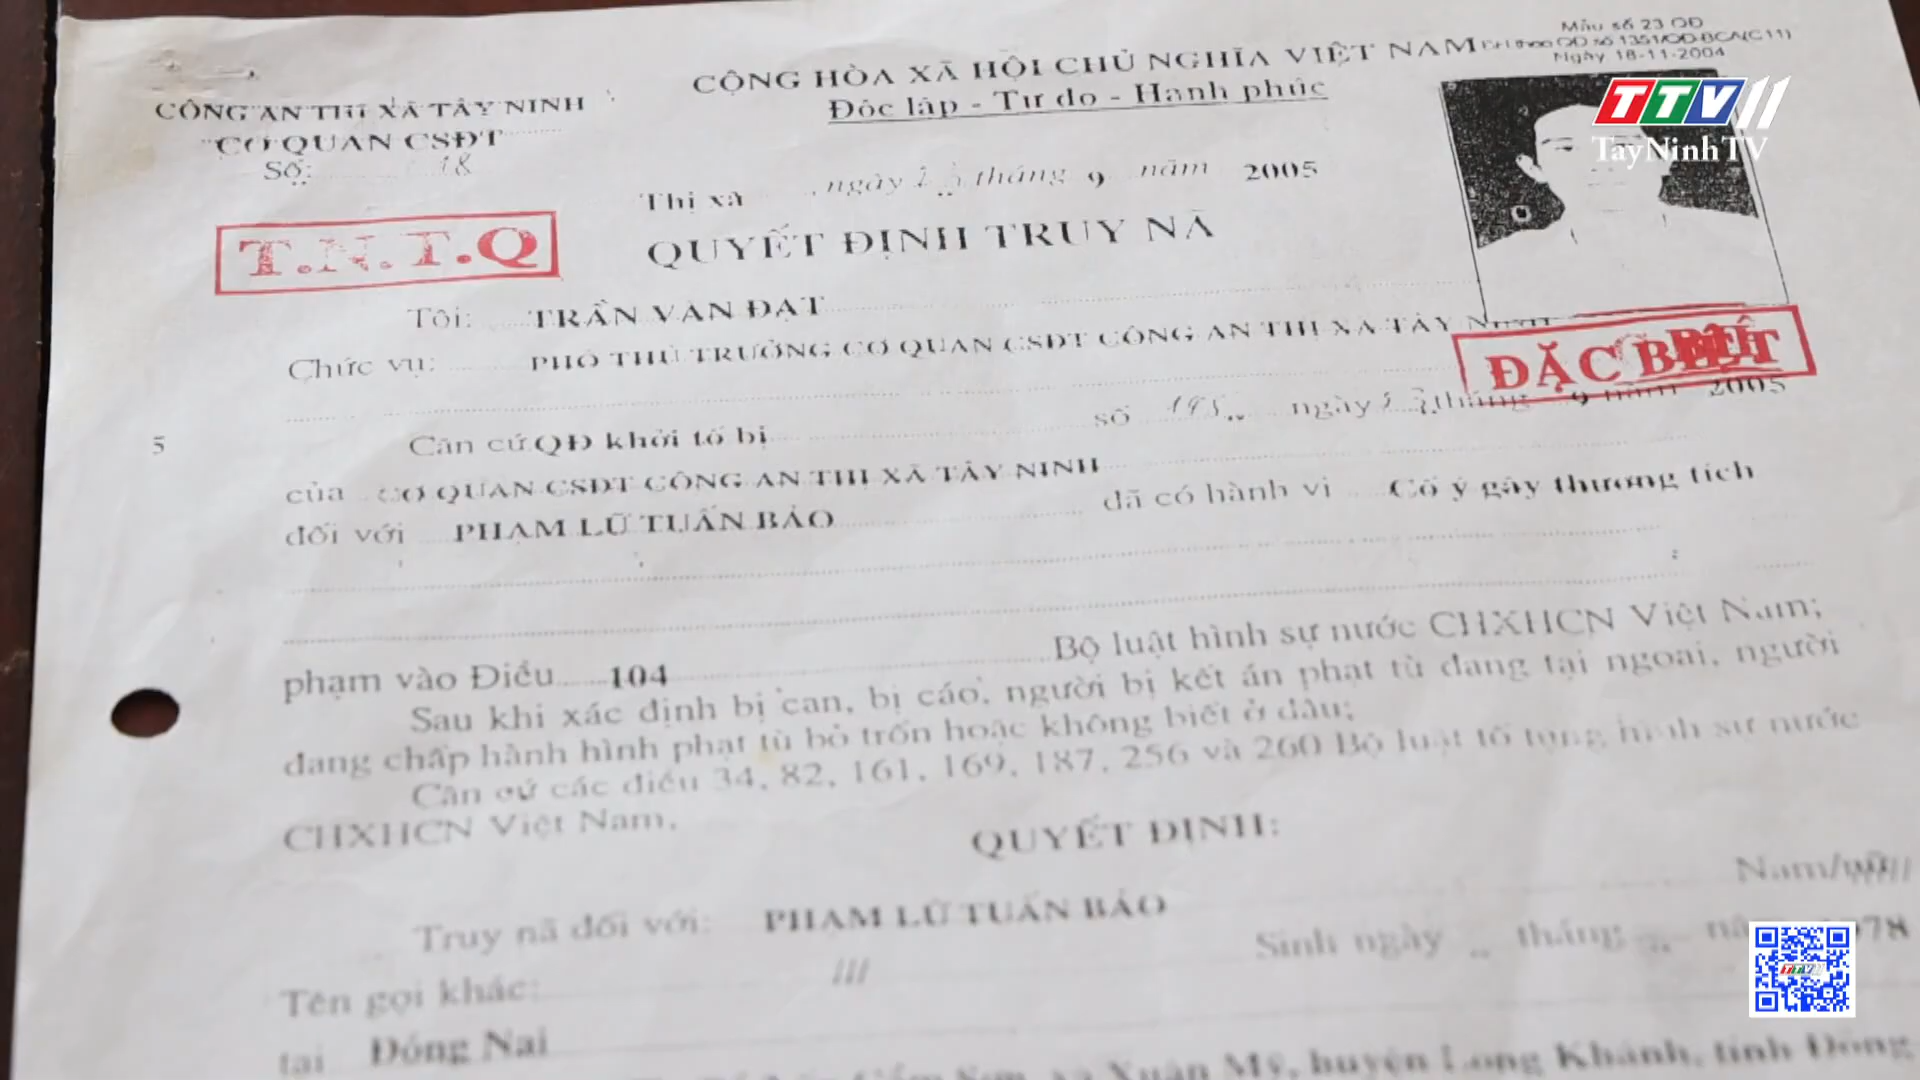 Mẫu số 23 QĐ
BH theo QĐ số 1351/QĐ-BCA(C11)
Ngày 18-11-2004
CỘNG HÒA XÃ HỘI CHỦ NGHĨA VIỆT NAM
Độc lập - Tự do - Hạnh phúc
CÔNG AN THỊ XÃ TÂY NINH
CƠ QUAN CSĐT
Số: 18
TTV11
TayNinhTV
Thị xã ngày tháng 9 năm 2005
T.N.T.Q
QUYẾT ĐỊNH TRUY NÃ
Tôi: TRẦN VĂN ĐẠT
Chức vụ: PHÓ THỦ TRƯỞNG CƠ QUAN CSĐT CÔNG AN THỊ XÃ TÂY NINH
ĐẶC BIỆT
5
Căn cứ QĐ khởi tố bị số 195 ngày tháng 9 năm 2005
của CƠ QUAN CSĐT CÔNG AN THỊ XÃ TÂY NINH
đối với PHẠM LỮ TUẤN BẢO đã có hành vi Cố ý gây thương tích
phạm vào Điều 104 Bộ luật hình sự nước CHXHCN Việt Nam;
Sau khi xác định bị can, bị cáo, người bị kết án phạt tù đang tại ngoại, người
đang chấp hành hình phạt tù bỏ trốn hoặc không biết ở đâu;
Căn cứ các điều 34, 82, 161, 169, 187, 256 và 260 Bộ luật tố tụng hình sự nước
CHXHCN Việt Nam,
QUYẾT ĐỊNH:
Truy nã đối với: PHẠM LỮ TUẤN BẢO Nam/nữ
Tên gọi khác: /// Sinh ngày .. tháng .. năm 1978
tại Đồng Nai
Cẩm Sơn, xã Xuân Mỹ, huyện Long Khánh, tỉnh Đồng